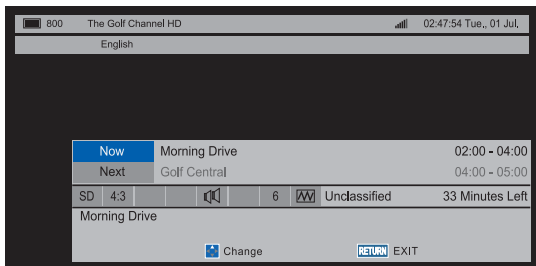 800 The Golf Channel HD 02:47:54 Tue., 01 Jul,
English
Now Morning Drive 02:00 - 04:00
Next Golf Central 04:00 - 05:00
SD 4:3 6 Unclassified 33 Minutes Left
Morning Drive
Change RETURN EXIT